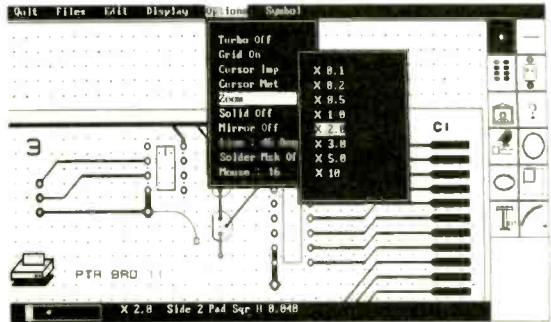 Quit Files Edit Display Options Symbol
Turbo Off
Grid On
Cursor Imp
Cursor Met
Zoom
Solid Off
Mirror Off
Solder Msk Of
Mouse : 16
X 0.1
X 0.2
X 0.5
X 1.0
X 2.0
X 3.0
X 5.0
X 10
C1
3
?
T
PTR BRD !!
X 2.0 Side 2 Pad Sqr H 0.040